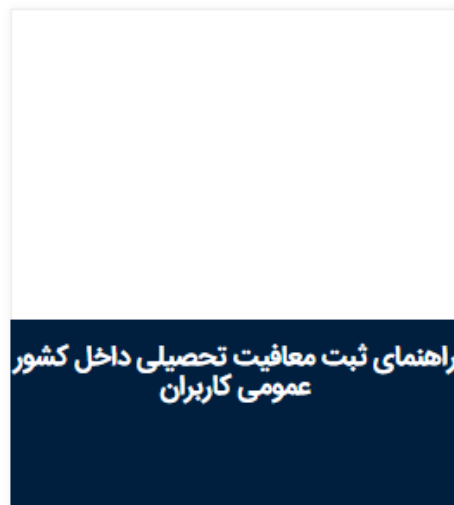 راهنمای ثبت معافیت تحصیلی داخل کشور
عمومی کاربران